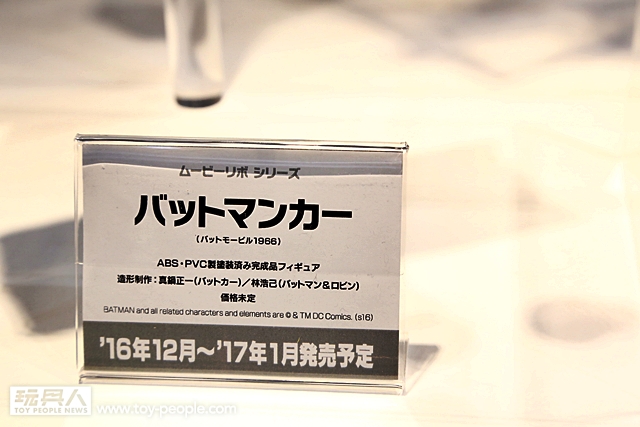 ムービーリボ シリーズ
バットマンカー
（バットモービル1966）
ABS・PVC製塗装済み完成品フィギュア
造形制作：真鍋正一（バットカー）／林浩己（バットマン＆ロビン）
価格未定
BATMAN and all related characters and elements are © & TM DC Comics. (s16)
'16年12月～'17年1月発売予定
玩具人
TOY PEOPLE NEWS
www.toy-people.com